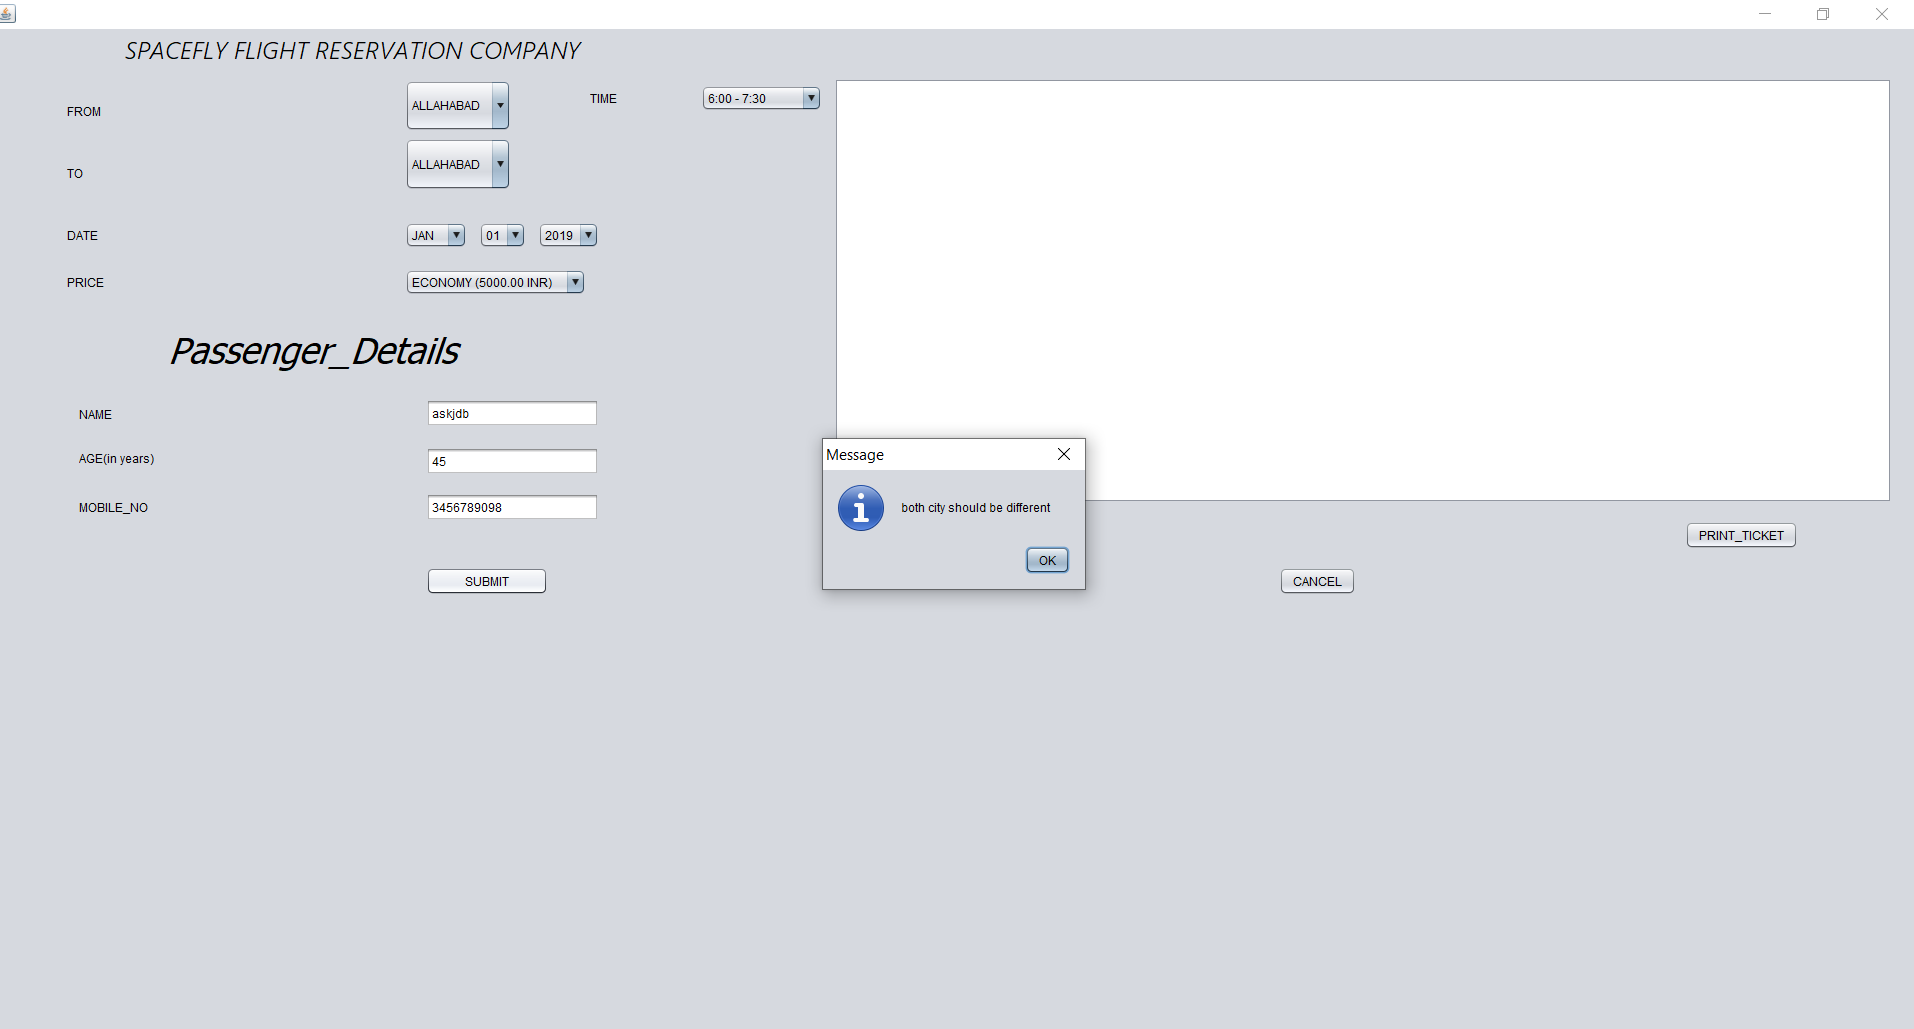 SPACEFLY FLIGHT RESERVATION COMPANY
FROM
ALLAHABAD
TIME
6:00 - 7:30
TO
ALLAHABAD
DATE
JAN
01
2019
PRICE
ECONOMY (5000.00 INR)
Passenger_Details
NAME
askjdb
AGE(in years)
45
MOBILE_NO
3456789098
Message
both city should be different
OK
PRINT_TICKET
SUBMIT
CANCEL